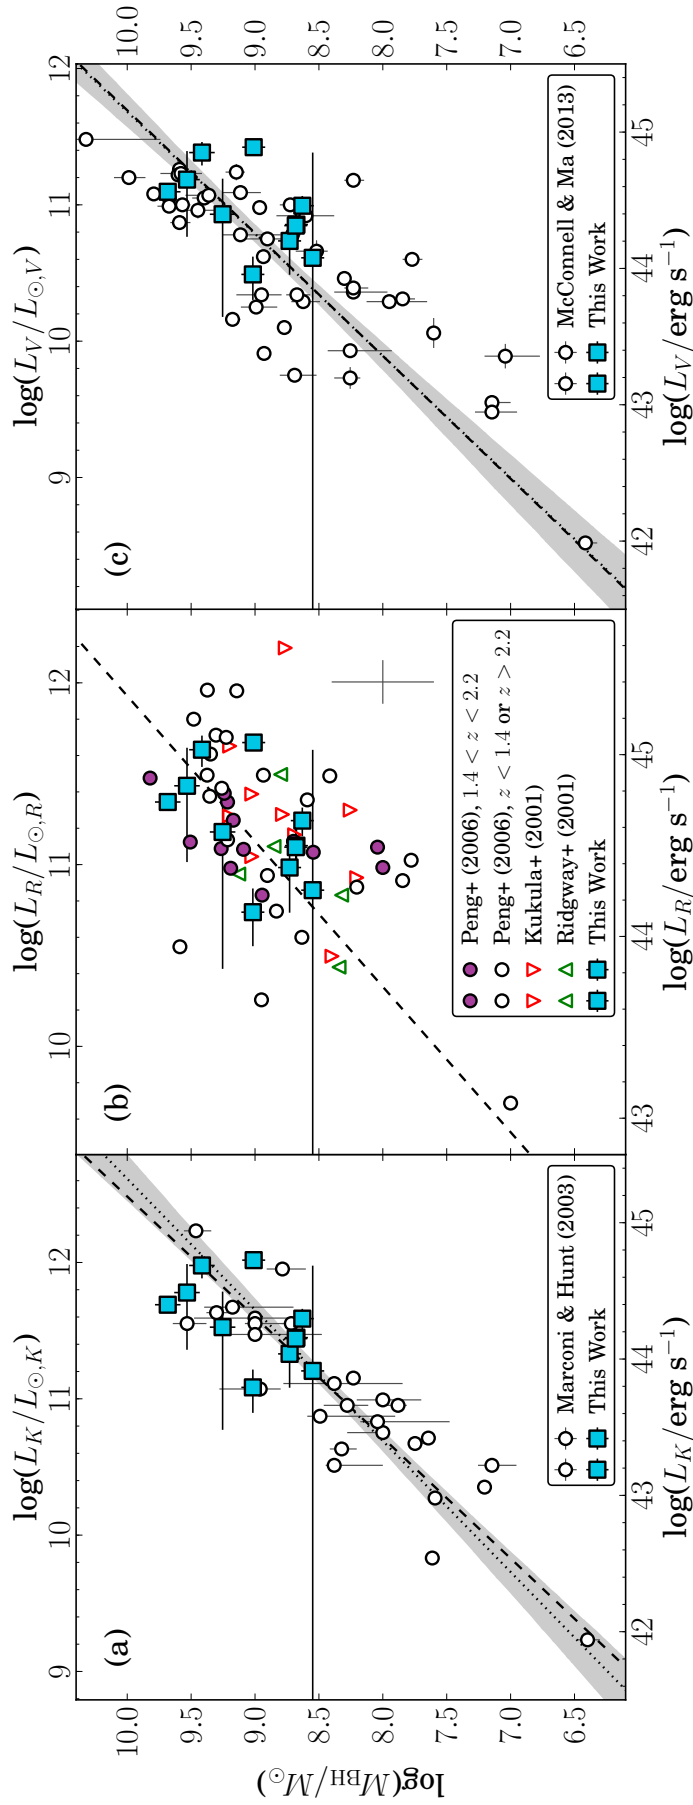 log(L_K/L_⊙,K)
9 10 11 12
log(L_R/L_⊙,R)
10 11 12
log(L_V/L_⊙,V)
9 10 11 12
log(M_BH/M_⊙)
10.0
9.5
9.0
8.5
8.0
7.5
7.0
6.5
(a)
Marconi & Hunt (2003)
This Work
(b)
Peng+ (2006), 1.4 < z < 2.2
Peng+ (2006), z < 1.4 or z > 2.2
Kukula+ (2001)
Ridgway+ (2001)
This Work
(c)
McConnell & Ma (2013)
This Work
10.0
9.5
9.0
8.5
8.0
7.5
7.0
6.5
42 43 44 45
log(L_K/erg s⁻¹)
43 44 45
log(L_R/erg s⁻¹)
42 43 44 45
log(L_V/erg s⁻¹)